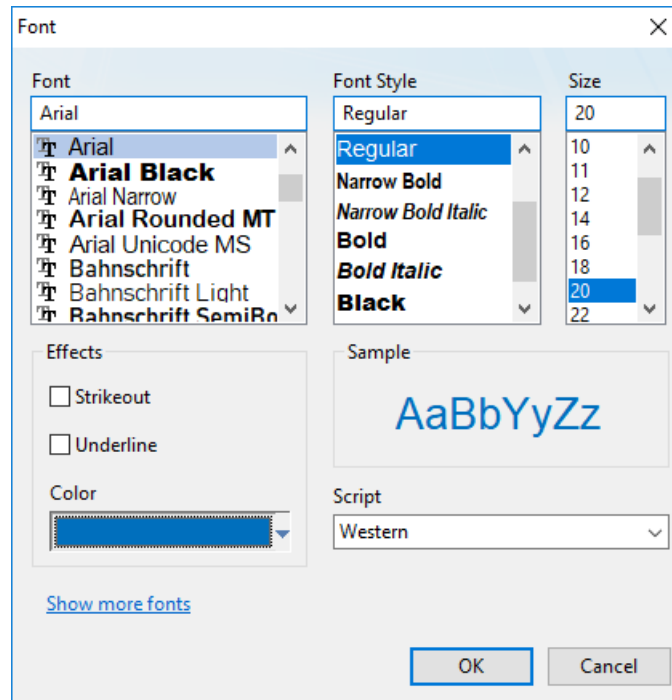 Font
Font
Font Style
Size
Arial
Regular
20
Arial
Arial Black
Arial Narrow
Arial Rounded MT
Arial Unicode MS
Bahnschrift
Bahnschrift Light
Bahnschrift SemiBo
Regular
Narrow Bold
Narrow Bold Italic
Bold
Bold Italic
Black
10
11
12
14
16
18
20
22
Effects
Strikeout
Underline
Color
Sample
AaBbYyZz
Script
Western
Show more fonts
OK
Cancel